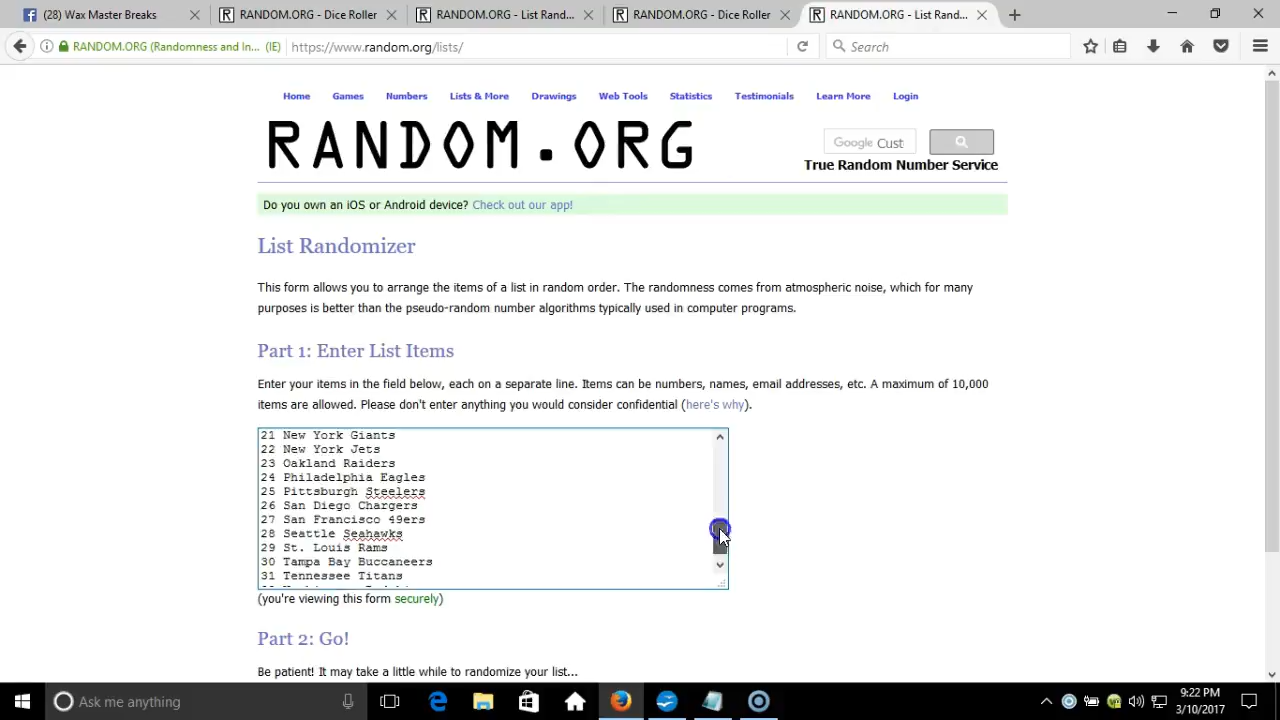 (28) Wax Master Breaks
RANDOM.ORG - Dice Roller
RANDOM.ORG - List Rand...
RANDOM.ORG - Dice Roller
RANDOM.ORG - List Rand...
RANDOM.ORG (Randomness and In... (IE)
https://www.random.org/lists/
Search
Home Games Numbers Lists & More Drawings Web Tools Statistics Testimonials Learn More Login
RANDOM.ORG
Google Cust
True Random Number Service
Do you own an iOS or Android device? Check out our app!
List Randomizer
This form allows you to arrange the items of a list in random order. The randomness comes from atmospheric noise, which for many
purposes is better than the pseudo-random number algorithms typically used in computer programs.
Part 1: Enter List Items
Enter your items in the field below, each on a separate line. Items can be numbers, names, email addresses, etc. A maximum of 10,000
items are allowed. Please don't enter anything you would consider confidential (here's why).
21 New York Giants
22 New York Jets
23 Oakland Raiders
24 Philadelphia Eagles
25 Pittsburgh Steelers
26 San Diego Chargers
27 San Francisco 49ers
28 Seattle Seahawks
29 St. Louis Rams
30 Tampa Bay Buccaneers
31 Tennessee Titans
(you're viewing this form securely)
Part 2: Go!
Be patient! It may take a little while to randomize your list...
Ask me anything
9:22 PM
3/10/2017